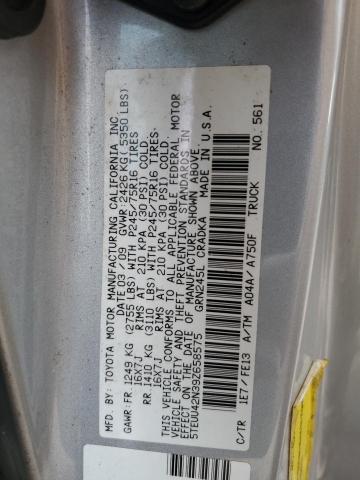 MFD. BY: TOYOTA MOTOR MANUFACTURING CALIFORNIA INC
DATE 03/09 GVWR: 2426 KG(L 5350 LBS)
GAWR:FR. 1249 KG (2755 LBS) WITH P245/75R16 TIRES
16X7J RIMS AT 210 KPA (30 PSI) COLD.
RR. 1410 KG (3110 LBS) WITH P245/75R16 TIRES
16X7J RIMS AT 210 KPA (30 PSI) COLD.
THIS VEHICLE CONFORMS TO ALL APPLICABLE FEDERAL MOTOR
VEHICLE SAFETY AND THEFT PREVENTION STANDARDS IN
EFFECT ON THE DATE OF MANUFACTURE SHOWN ABOVE.
5TEUU42N39Z658575 GRN245L CRADKA MADE IN U.S.A.
C/TR 1E7/FE13 A/TM A04A/A750F TRUCK NO. 561